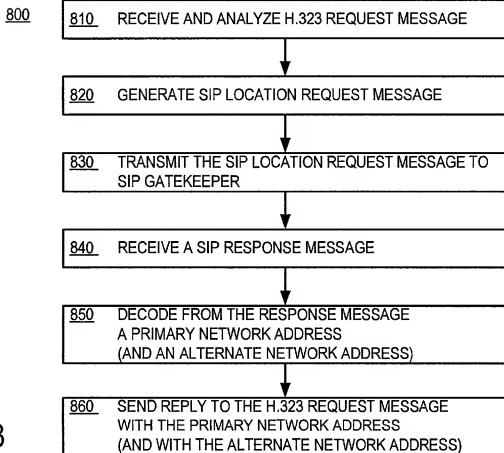 800
810 RECEIVE AND ANALYZE H.323 REQUEST MESSAGE
820 GENERATE SIP LOCATION REQUEST MESSAGE
830 TRANSMIT THE SIP LOCATION REQUEST MESSAGE TO
SIP GATEKEEPER
840 RECEIVE A SIP RESPONSE MESSAGE
850 DECODE FROM THE RESPONSE MESSAGE
A PRIMARY NETWORK ADDRESS
(AND AN ALTERNATE NETWORK ADDRESS)
860 SEND REPLY TO THE H.323 REQUEST MESSAGE
WITH THE PRIMARY NETWORK ADDRESS
(AND WITH THE ALTERNATE NETWORK ADDRESS)